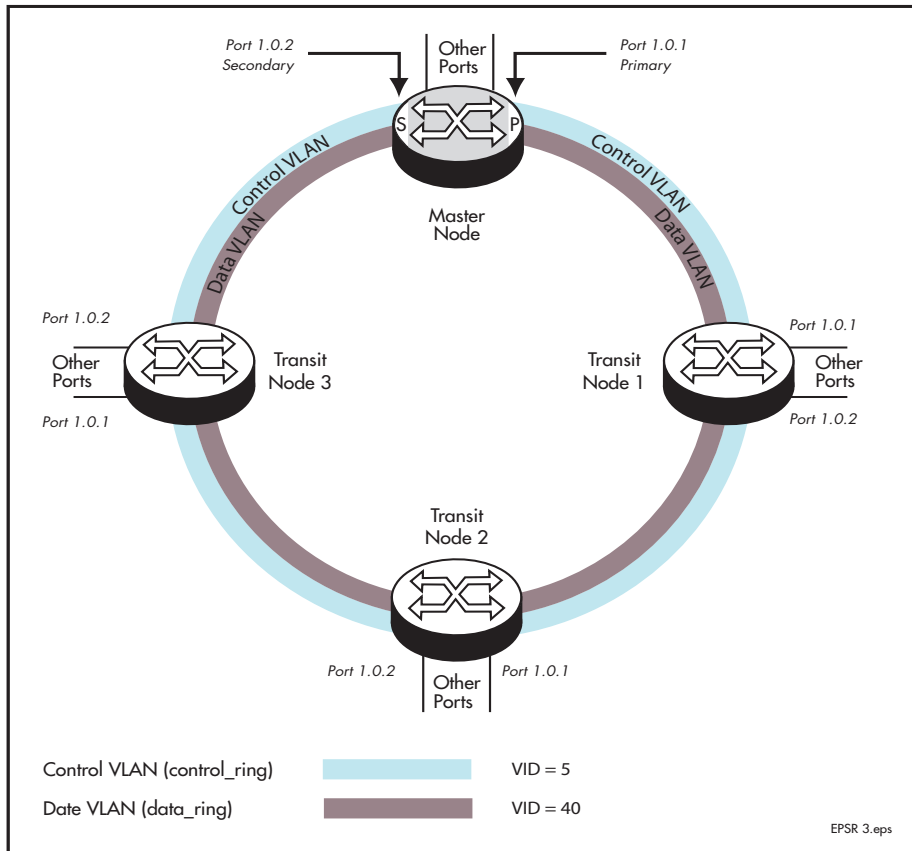 Port 1.0.2
Secondary
Other
Ports
Port 1.0.1
Primary
S
P
Control VLAN
Data VLAN
Control VLAN
Data VLAN
Master
Node
Port 1.0.2
Other
Ports
Port 1.0.1
Transit
Node 3
Transit
Node 1
Port 1.0.1
Other
Ports
Port 1.0.2
Transit
Node 2
Port 1.0.2
Other
Ports
Port 1.0.1
Control VLAN (control_ring) VID = 5
Date VLAN (data_ring) VID = 40
EPSR 3.eps